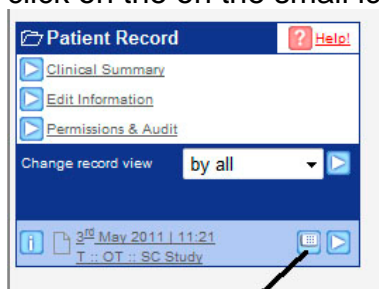 Patient Record
Help!
Clinical Summary
Edit Information
Permissions & Audit
Change record view by all
3rd May 2011 | 11:21
T :: OT :: SC Study